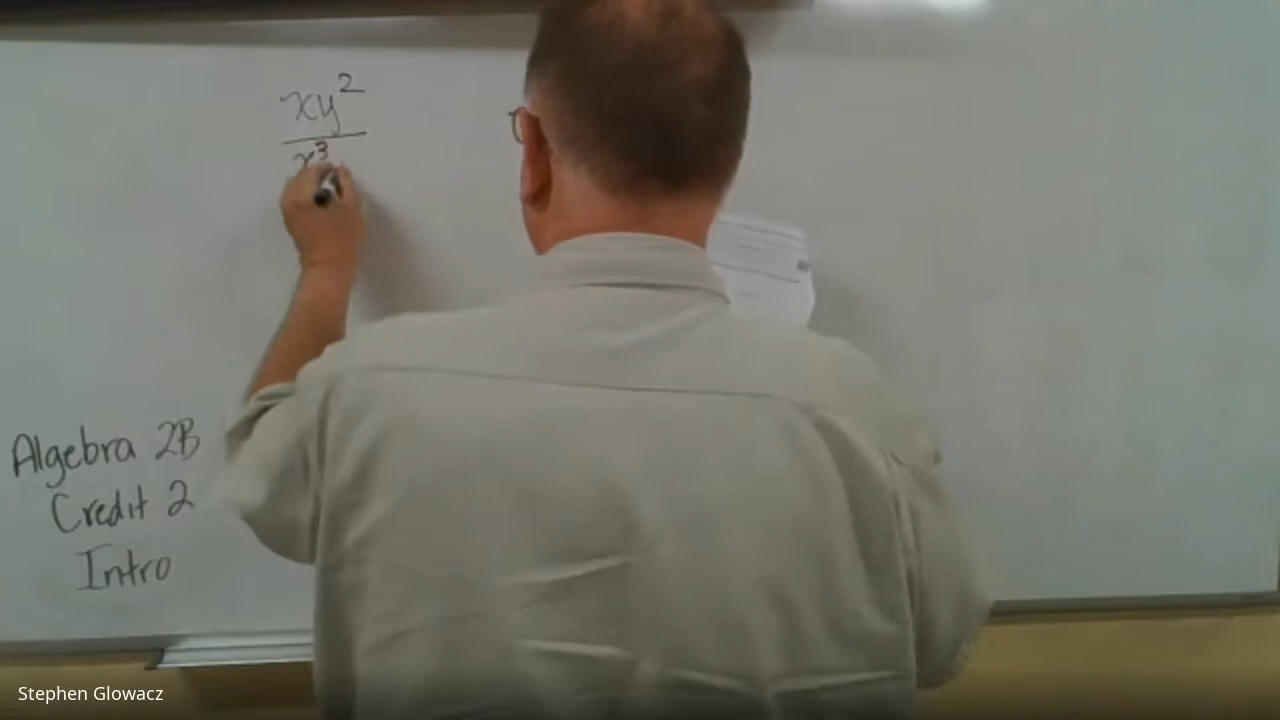 xy²
x³
Algebra 2B
Credit 2
Intro
Stephen Glowacz